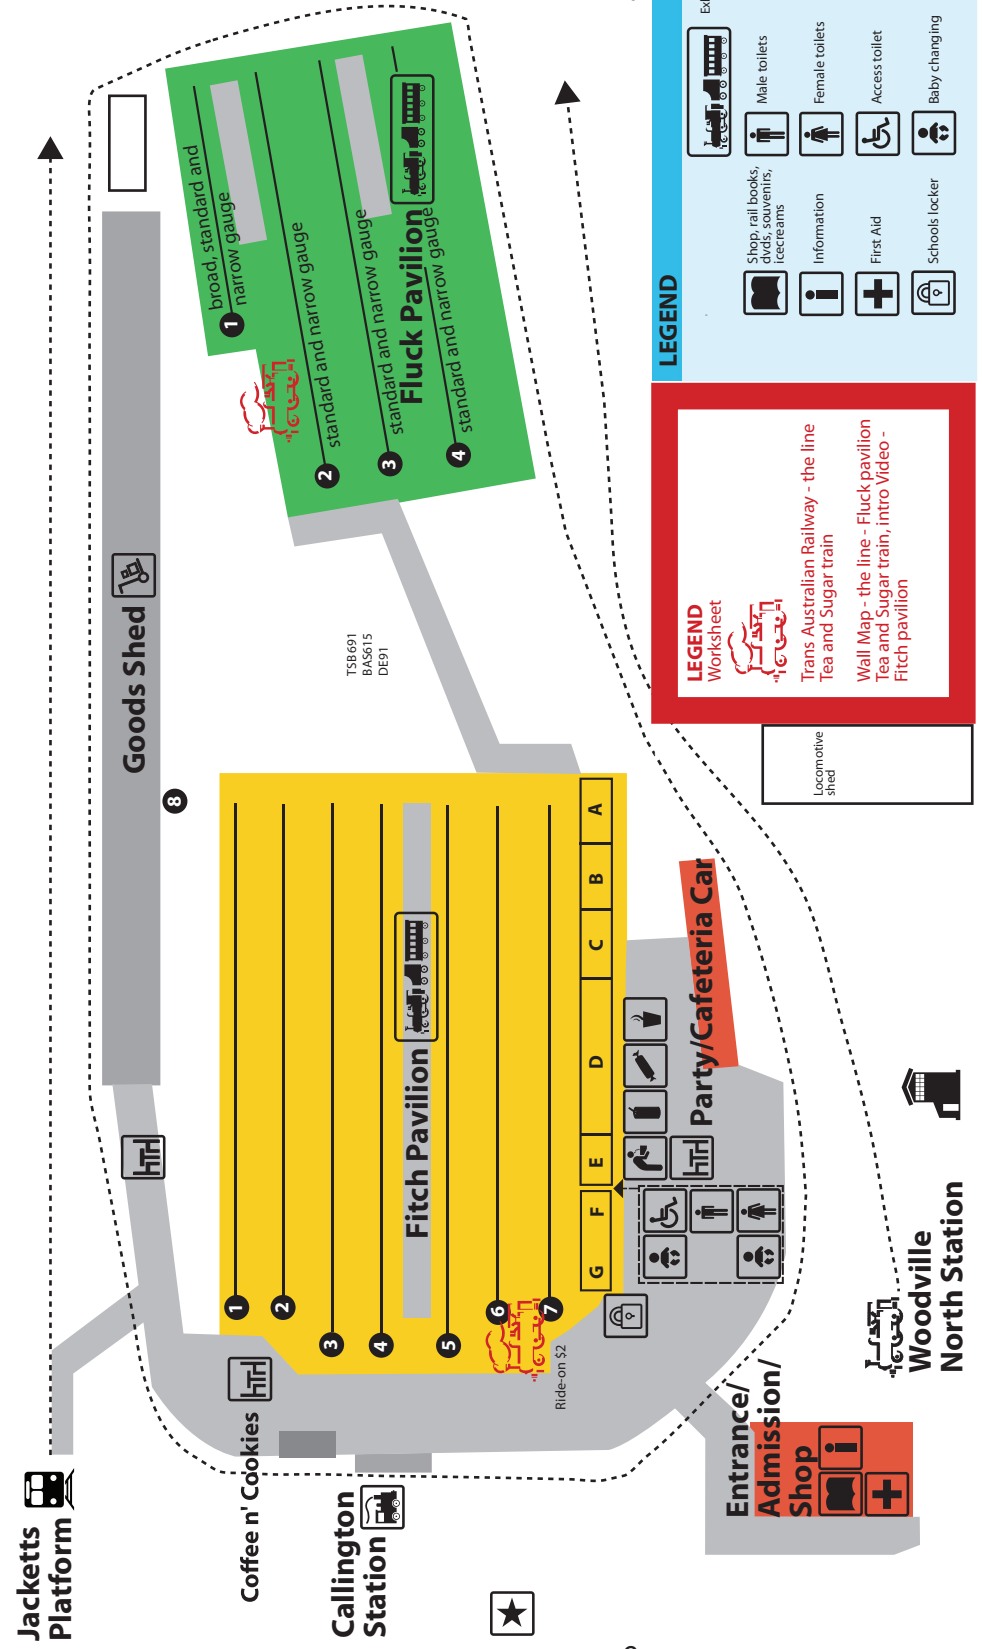 Jacketts
Platform
Coffee n' Cookies
Callington
Station
Goods Shed
8
broad, standard and
narrow gauge
1
standard and narrow gauge
2
standard and narrow gauge
3
Fluck Pavilion
standard and narrow gauge
4
TSB691
BAS615
DE91
1
2
3
4
Fitch Pavilion
5
6
7
Ride-on $2
G
F
E
D
C
B
A
Party/Cafeteria Car
Entrance/
Admission/
Shop
Woodville
North Station
Locomotive
shed
LEGEND
Worksheet
Trans Australian Railway - the line
Tea and Sugar train
Wall Map - the line - Fluck pavilion
Tea and Sugar train, intro Video -
Fitch pavilion
LEGEND
Shop, rail books,
dvds, souvenirs,
icecreams
Information
First Aid
Schools locker
Male toilets
Female toilets
Access toilet
Baby changing